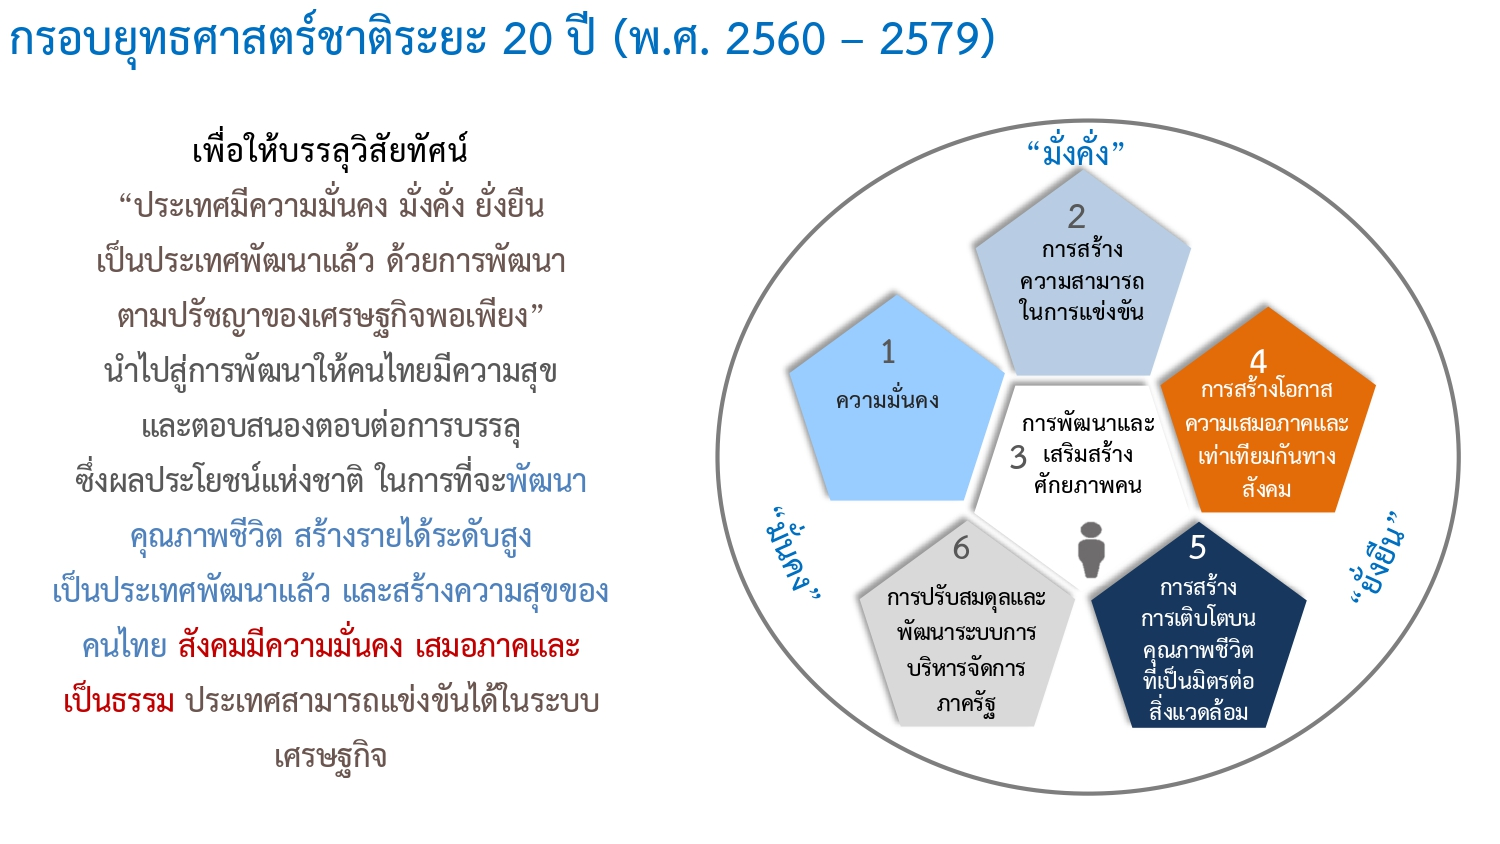 กรอบยุทธศาสตร์ชาติระยะ 20 ปี (พ.ศ. 2560 – 2579)
เพื่อให้บรรลุวิสัยทัศน์
“ประเทศมีความมั่นคง มั่งคั่ง ยั่งยืน
เป็นประเทศพัฒนาแล้ว ด้วยการพัฒนา
ตามปรัชญาของเศรษฐกิจพอเพียง”
นำไปสู่การพัฒนาให้คนไทยมีความสุข
และตอบสนองตอบต่อการบรรลุ
ซึ่งผลประโยชน์แห่งชาติ ในการที่จะพัฒนา
คุณภาพชีวิต สร้างรายได้ระดับสูง
เป็นประเทศพัฒนาแล้ว และสร้างความสุขของ
คนไทย สังคมมีความมั่นคง เสมอภาคและ
เป็นธรรม ประเทศสามารถแข่งขันได้ในระบบ
เศรษฐกิจ
“มั่งคั่ง”
2
การสร้าง
ความสามารถ
ในการแข่งขัน
1
ความมั่นคง
4
การสร้างโอกาส
ความเสมอภาคและ
เท่าเทียมกันทาง
สังคม
3
การพัฒนาและ
เสริมสร้าง
ศักยภาพคน
“มั่นคง”
“ยั่งยืน”
6
การปรับสมดุลและ
พัฒนาระบบการ
บริหารจัดการ
ภาครัฐ
5
การสร้าง
การเติบโตบน
คุณภาพชีวิต
ที่เป็นมิตรต่อ
สิ่งแวดล้อม